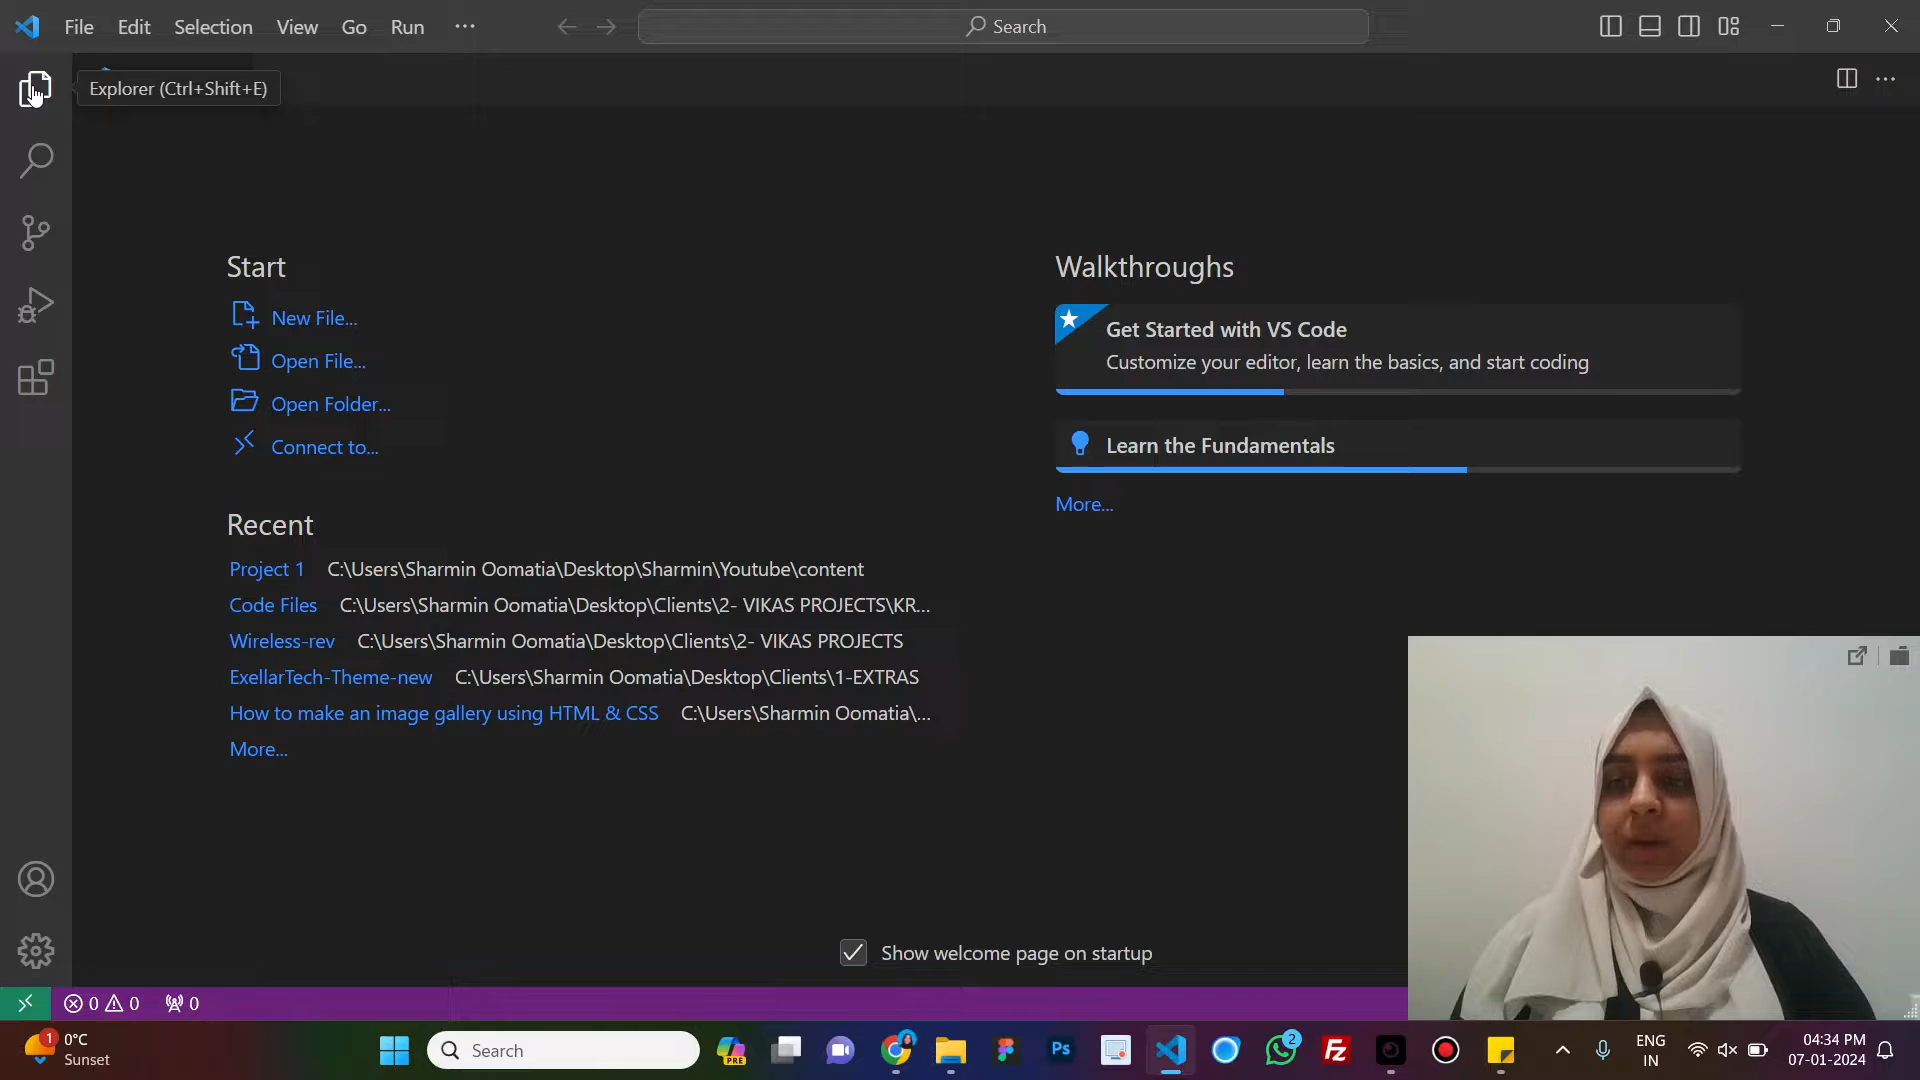 File Edit Selection View Go Run ···
Search
Explorer (Ctrl+Shift+E)
Start
New File...
Open File...
Open Folder...
Connect to...
Recent
Project 1 C:\Users\Sharmin Oomatia\Desktop\Sharmin\Youtube\content
Code Files C:\Users\Sharmin Oomatia\Desktop\Clients\2- VIKAS PROJECTS\KR...
Wireless-rev C:\Users\Sharmin Oomatia\Desktop\Clients\2- VIKAS PROJECTS
ExellarTech-Theme-new C:\Users\Sharmin Oomatia\Desktop\Clients\1-EXTRAS
How to make an image gallery using HTML & CSS C:\Users\Sharmin Oomatia\...
More...
Walkthroughs
Get Started with VS Code
Customize your editor, learn the basics, and start coding
Learn the Fundamentals
More...
Show welcome page on startup
0 0 0
1
0°C
Sunset
Search
PRE
Ps
2
Fz
ENG
IN
04:34 PM
07-01-2024